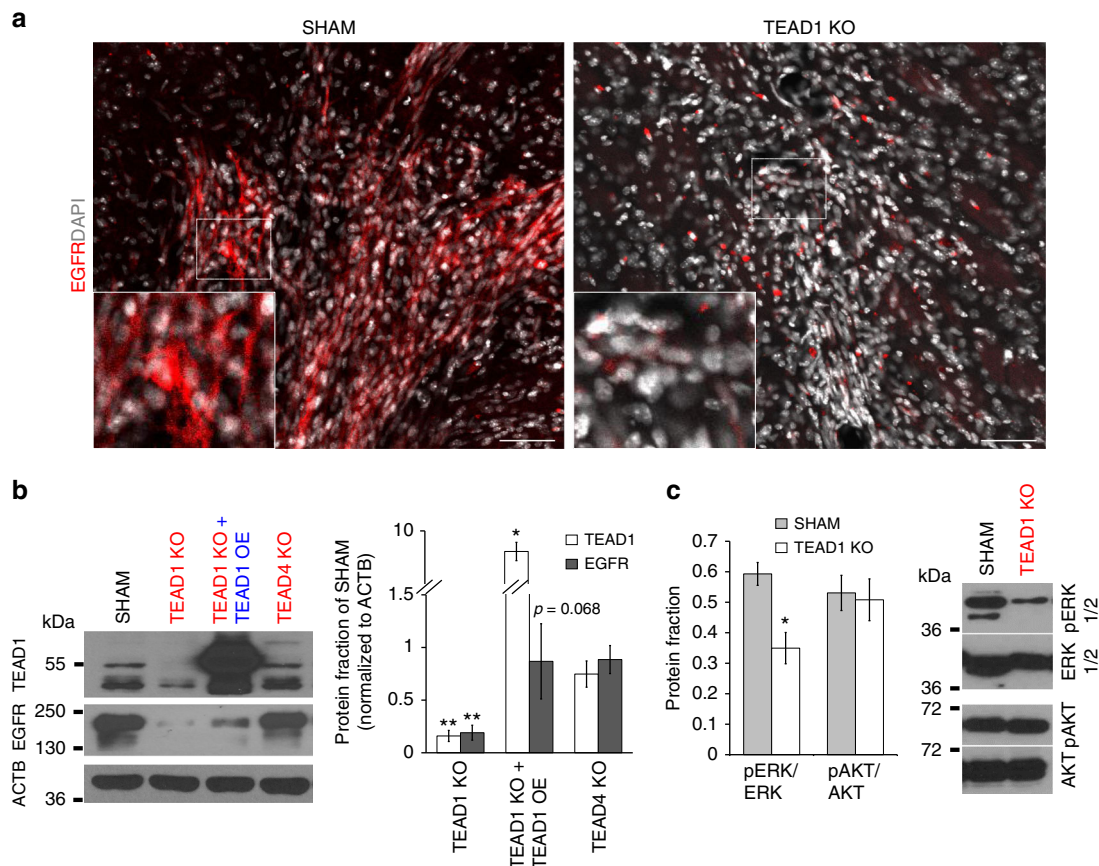 a
SHAM
TEAD1 KO
EGFRDAPI
b
kDa
SHAM
TEAD1 KO
TEAD1 KO +
TEAD1 OE
TEAD4 KO
55
250
130
36
TEAD1
EGFR
ACTB
Protein fraction of SHAM
(normalized to ACTB)
10
1.5
1
0.5
0
TEAD1
EGFR
*
p = 0.068
** **
TEAD1 KO
TEAD1 KO +
TEAD1 OE
TEAD4 KO
c
SHAM
TEAD1 KO
Protein fraction
0.7
0.6
0.5
0.4
0.3
0.2
0.1
0
*
pERK/
ERK
pAKT/
AKT
kDa
SHAM
TEAD1 KO
36
36
72
72
pERK
1/2
ERK
1/2
pAKT
AKT